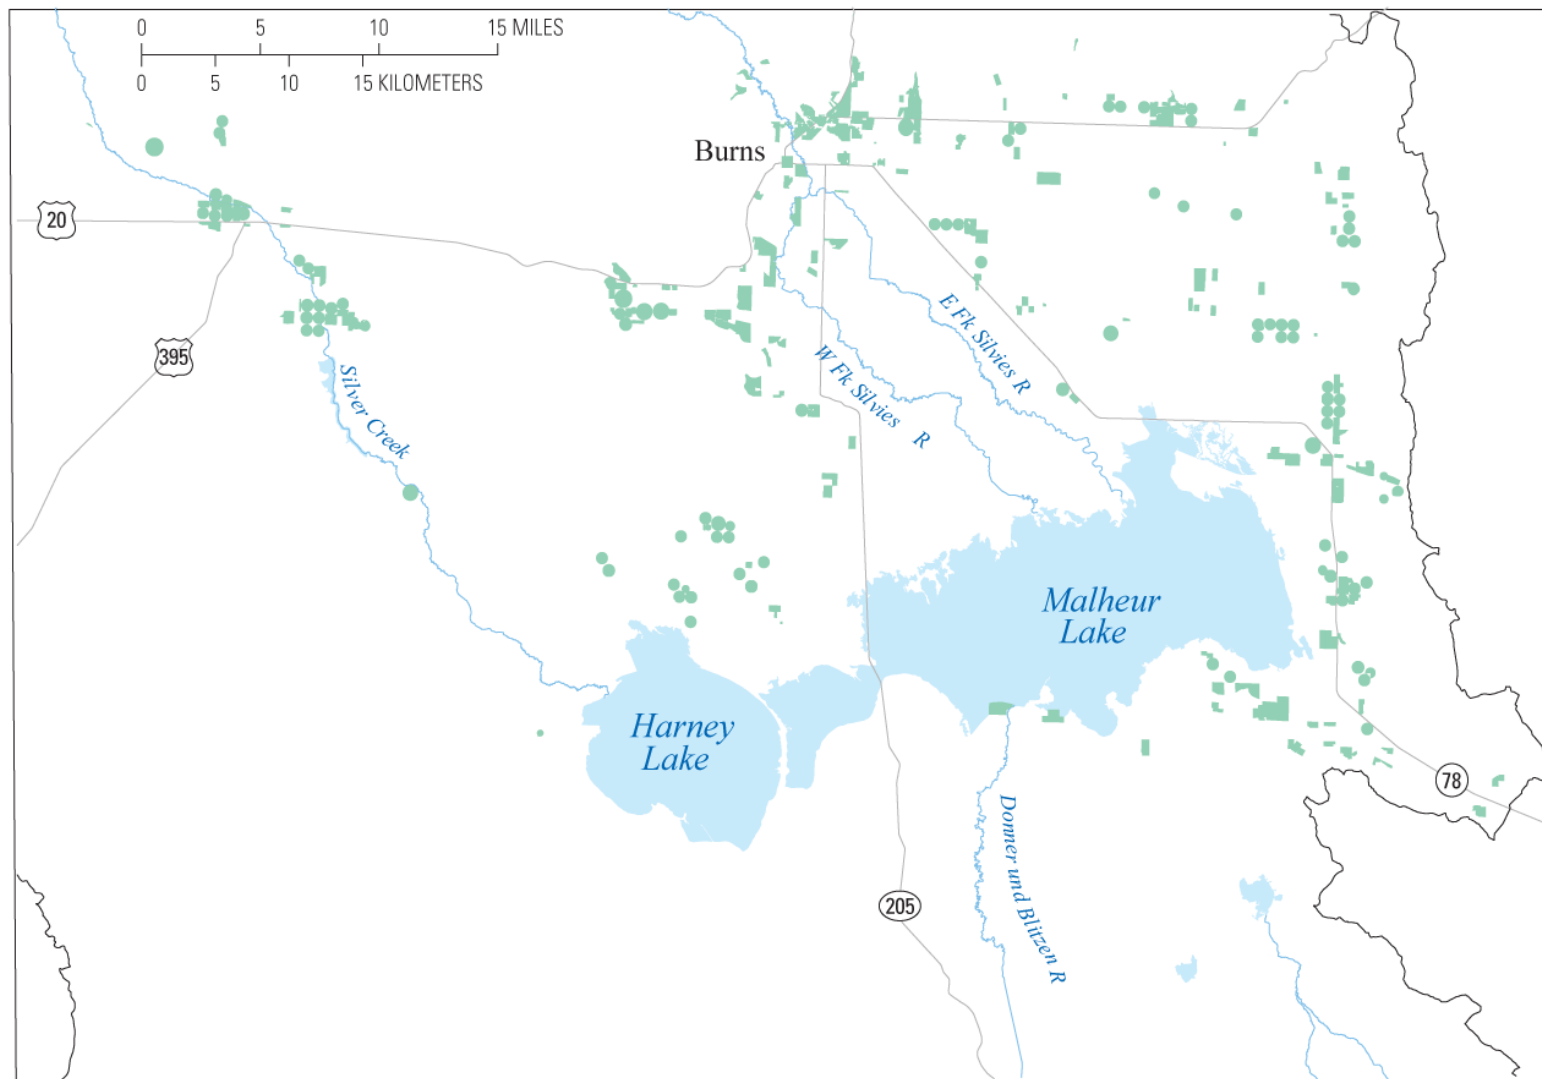 0 5 10 15 MILES
0 5 10 15 KILOMETERS
Burns
20
395
E Fk Silvies R
W Fk Silvies R
Silver Creek
Malheur
Lake
Harney
Lake
78
Donner und Blitzen R
205